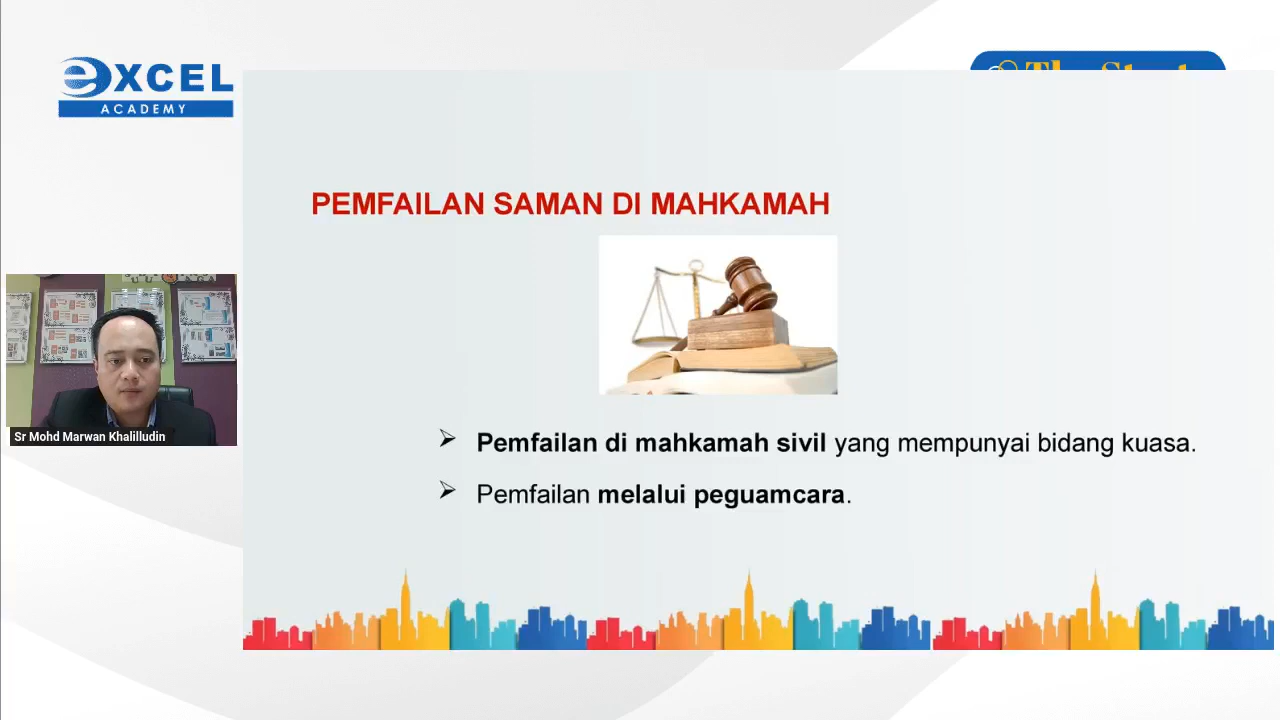 eXCEL
ACADEMY
PEMFAILAN SAMAN DI MAHKAMAH
Sr Mohd Marwan Khalilludin
Pemfailan di mahkamah sivil yang mempunyai bidang kuasa.
Pemfailan melalui peguamcara.